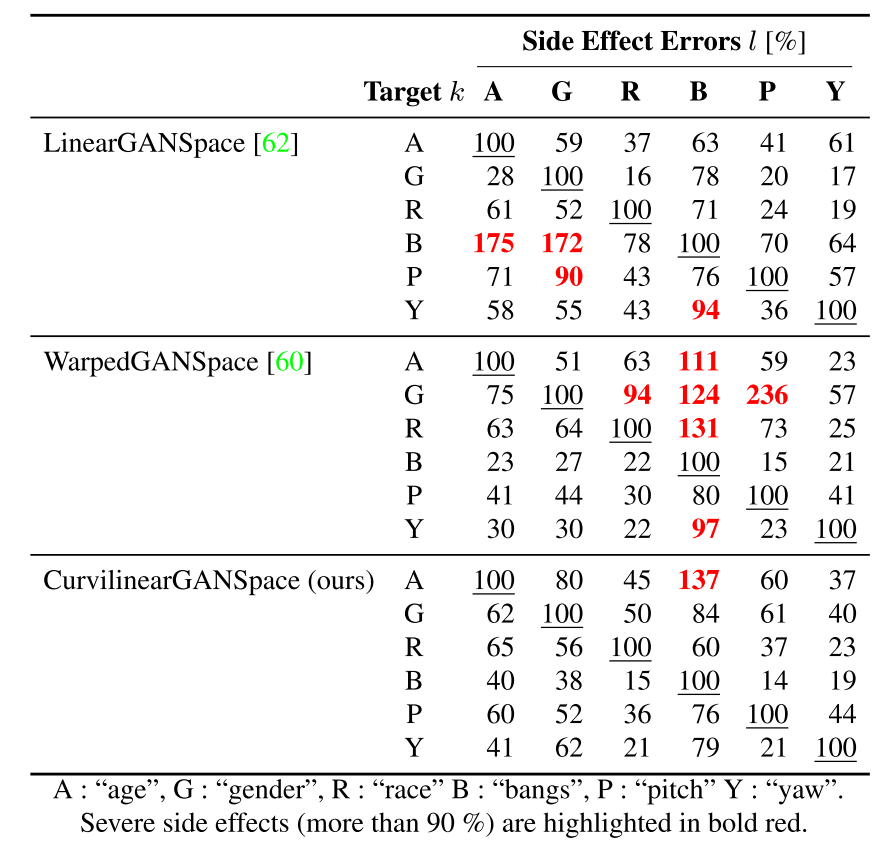 Side Effect Errors l [%]
Target k A G R B P Y
LinearGANSpace [62] A 100 59 37 63 41 61
G 28 100 16 78 20 17
R 61 52 100 71 24 19
B 175 172 78 100 70 64
P 71 90 43 76 100 57
Y 58 55 43 94 36 100
WarpedGANSpace [60] A 100 51 63 111 59 23
G 75 100 94 124 236 57
R 63 64 100 131 73 25
B 23 27 22 100 15 21
P 41 44 30 80 100 41
Y 30 30 22 97 23 100
CurvilinearGANSpace (ours) A 100 80 45 137 60 37
G 62 100 50 84 61 40
R 65 56 100 60 37 23
B 40 38 15 100 14 19
P 60 52 36 76 100 44
Y 41 62 21 79 21 100
A : “age”, G : “gender”, R : “race” B : “bangs”, P : “pitch” Y : “yaw”.
Severe side effects (more than 90 %) are highlighted in bold red.